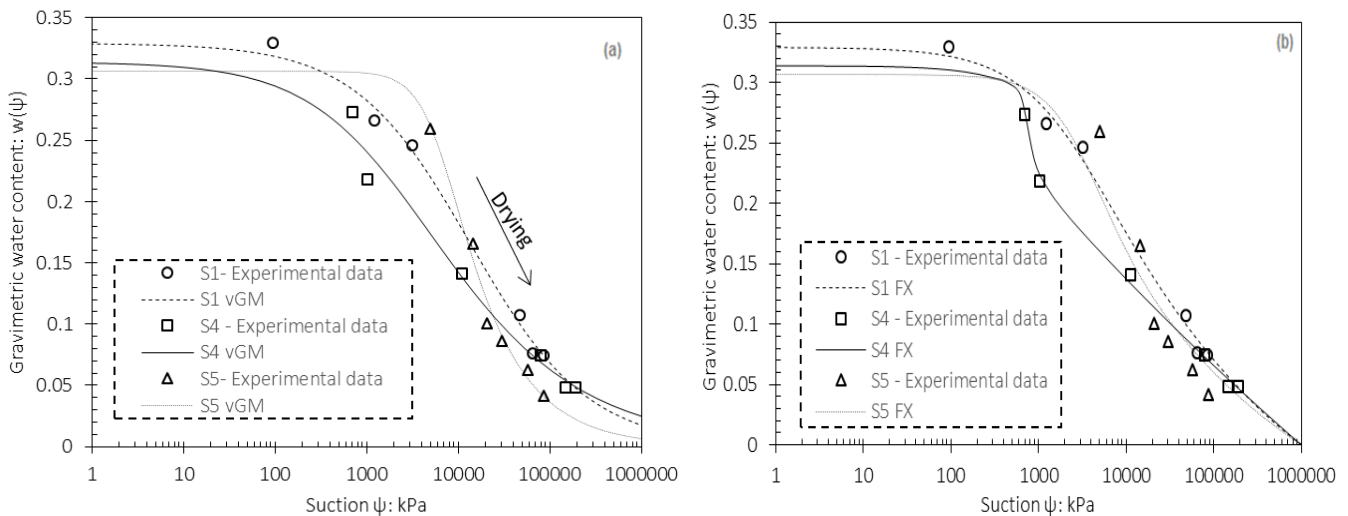 (a)
Gravimetric water content: w(ψ)
0.35
0.3
0.25
0.2
0.15
0.1
0.05
0
Drying
S1- Experimental data
S1 vGM
S4 - Experimental data
S4 vGM
S5- Experimental data
S5 vGM
1 10 100 1000 10000 100000 1000000
Suction ψ: kPa
(b)
Gravimetric water content: w(ψ)
0.35
0.3
0.25
0.2
0.15
0.1
0.05
0
S1 - Experimental data
S1 FX
S4 - Experimental data
S4 FX
S5 - Experimental data
S5 FX
1 10 100 1000 10000 100000 1000000
Suction ψ: kPa